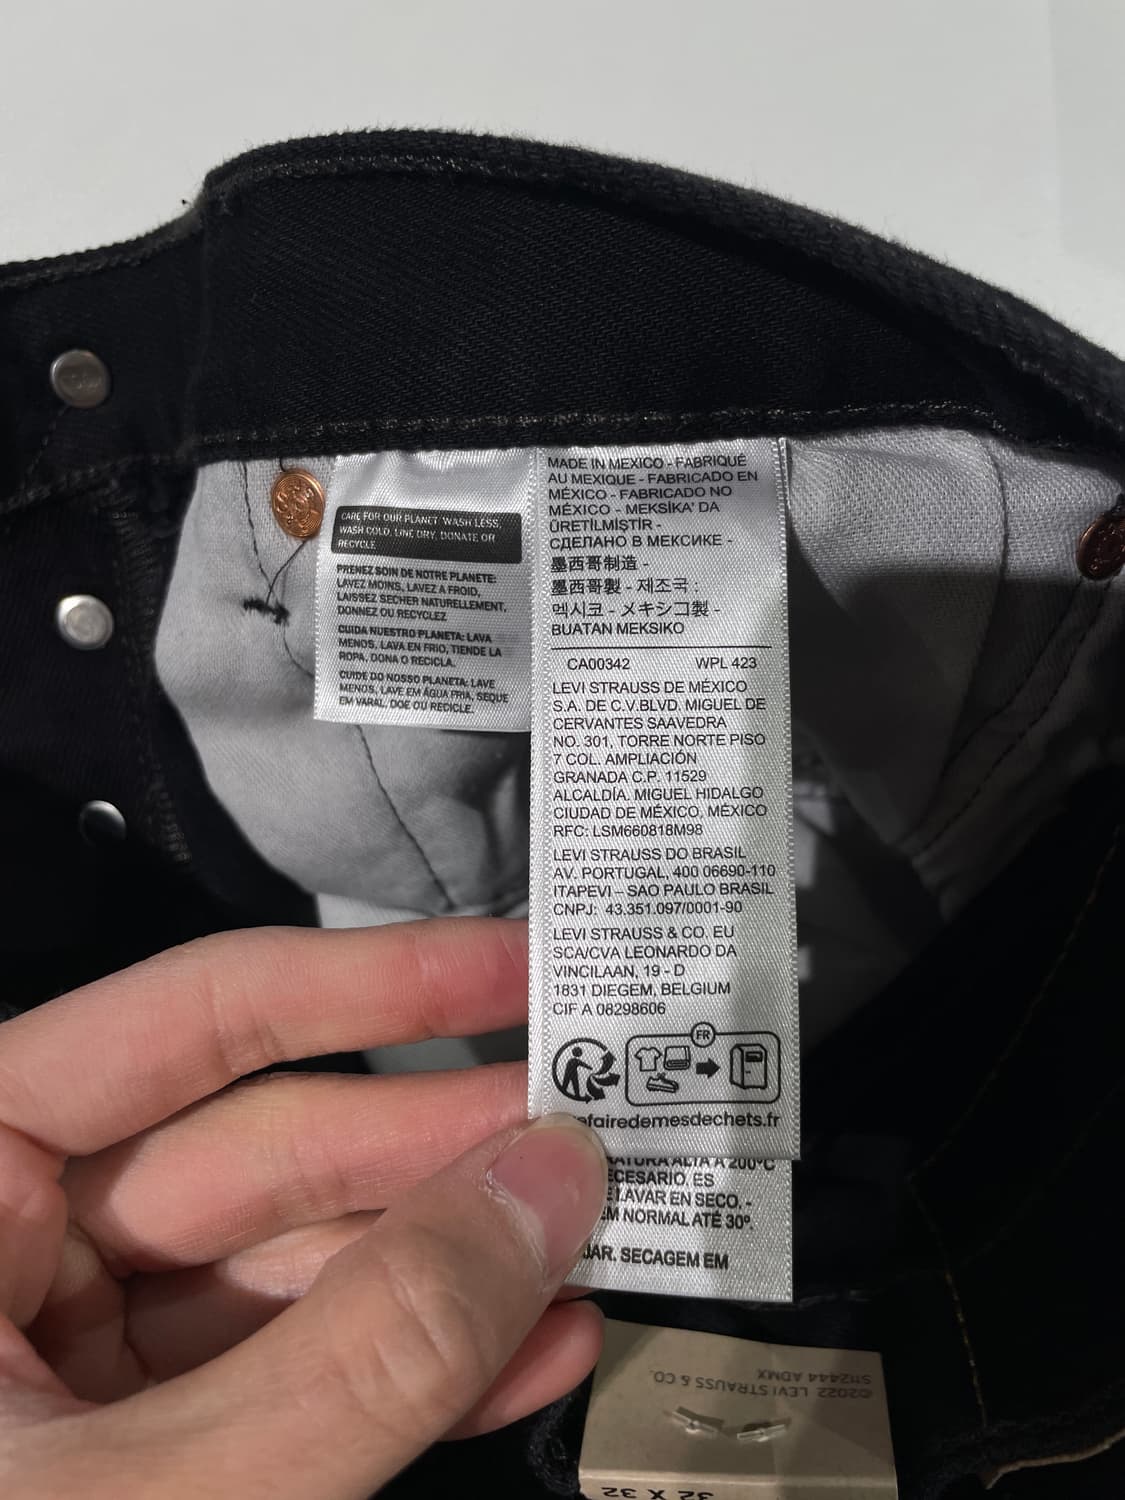 CARE FOR OUR PLANET. WASH LESS,
WASH COLD, LINE DRY, DONATE OR
RECYCLE
PRENEZ SOIN DE NOTRE PLANETE:
LAVEZ MOINS, LAVEZ A FROID,
LAISSEZ SECHER NATURELLEMENT,
DONNEZ OU RECYCLEZ
CUIDA NUESTRO PLANETA: LAVA
MENOS, LAVA EN FRIO, TIENDE LA
ROPA, DONA O RECICLA.
CUIDE DO NOSSO PLANETA: LAVE
MENOS, LAVE EM ÁGUA FRIA, SEQUE
EM VARAL, DOE OU RECICLE.
MADE IN MEXICO - FABRIQUÉ
AU MEXIQUE - FABRICADO EN
MÉXICO - FABRICADO NO
MÉXICO - MEKSİKA' DA
ÜRETİLMİŞTİR -
СДЕЛАНО В МЕКСИКЕ -
墨西哥制造 -
墨西哥製 - 제조국 :
멕시코 - メキシコ製 -
BUATAN MEKSIKO
CA00342 WPL 423
LEVI STRAUSS DE MÉXICO
S.A. DE C.V.BLVD. MIGUEL DE
CERVANTES SAAVEDRA
NO. 301, TORRE NORTE PISO
7 COL. AMPLIACIÓN
GRANADA C.P. 11529
ALCALDÍA. MIGUEL HIDALGO
CIUDAD DE MÉXICO, MÉXICO
RFC: LSM660818M98
LEVI STRAUSS DO BRASIL
AV. PORTUGAL, 400 06690-110
ITAPEVI – SAO PAULO BRASIL
CNPJ: 43.351.097/0001-90
LEVI STRAUSS & CO. EU
SCA/CVA LEONARDO DA
VINCILAAN, 19 - D
1831 DIEGEM, BELGIUM
CIF A 08298606
FR
efairedemesdechets.fr
ALTA A 200°C
ECESARIO, ES
LAVAR EN SECO. -
EM NORMAL ATÉ 30º.
JAR. SECAGEM EM
©2022 LEVI STRAUSS & CO.
5112444 ADMX
32 X 32